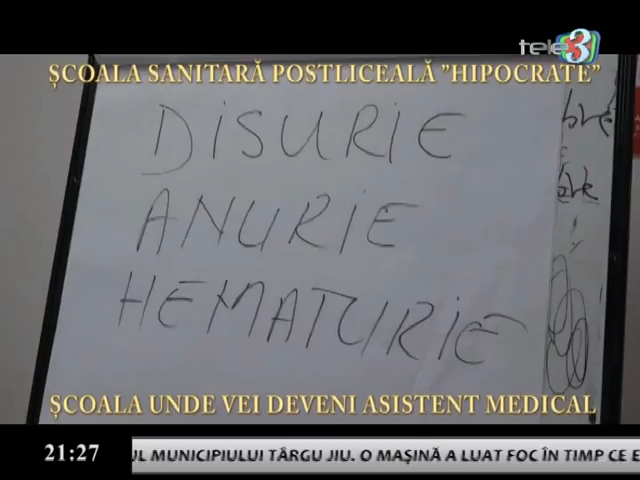 tele3
ȘCOALA SANITARĂ POSTLICEALĂ "HIPOCRATE"
DISURIE
ANURIE
HEMATURIE
ȘCOALA UNDE VEI DEVENI ASISTENT MEDICAL
21:27
UL MUNICIPIULUI TÂRGU JIU. O MAȘINĂ A LUAT FOC ÎN TIMP CE E